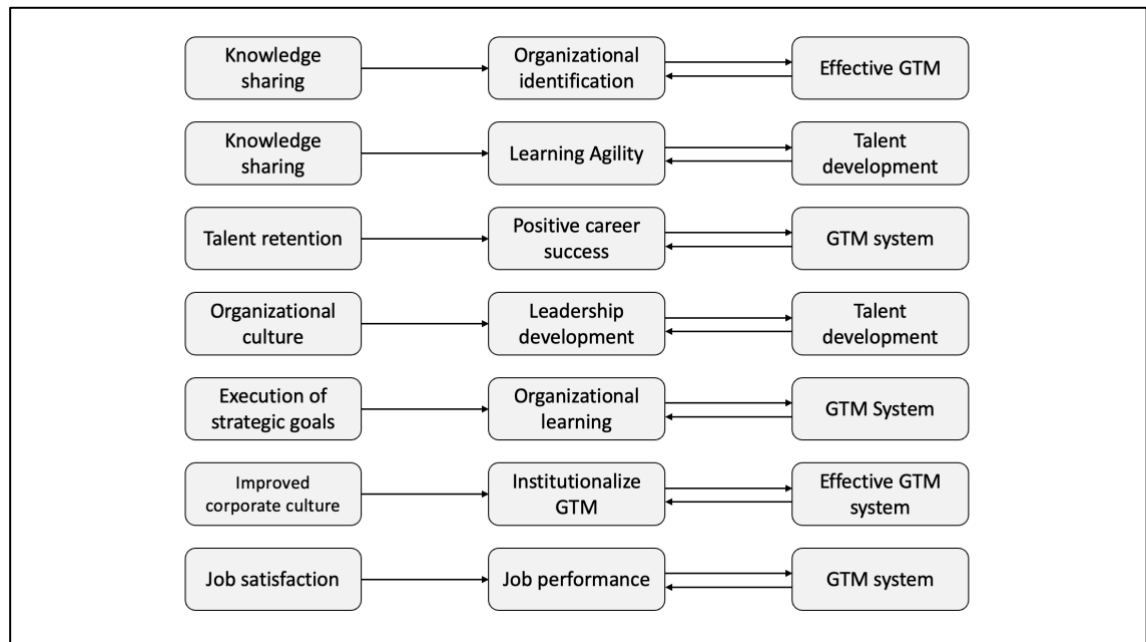 Knowledge
sharing
Organizational
identification
Effective GTM
Knowledge
sharing
Learning Agility
Talent
development
Talent retention
Positive career
success
GTM system
Organizational
culture
Leadership
development
Talent
development
Execution of
strategic goals
Organizational
learning
GTM System
Improved
corporate culture
Institutionalize
GTM
Effective GTM
system
Job satisfaction
Job performance
GTM system